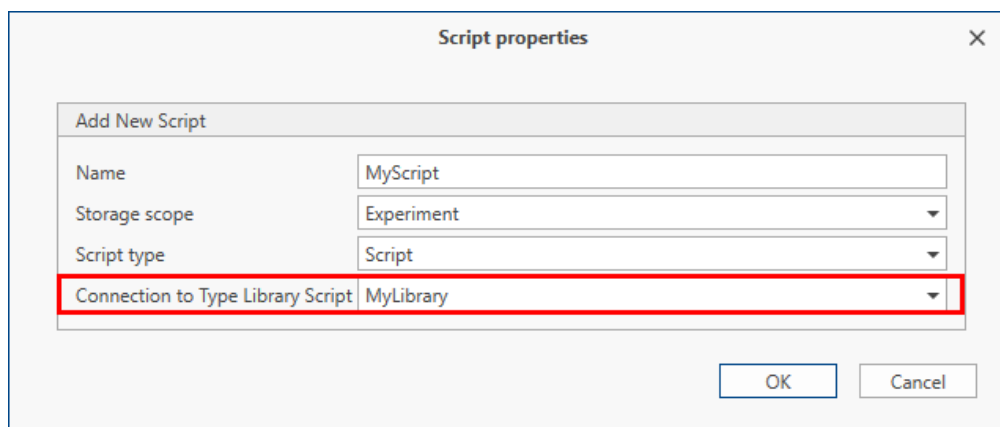 Script properties
Add New Script
Name MyScript
Storage scope Experiment
Script type Script
Connection to Type Library Script MyLibrary
OK Cancel